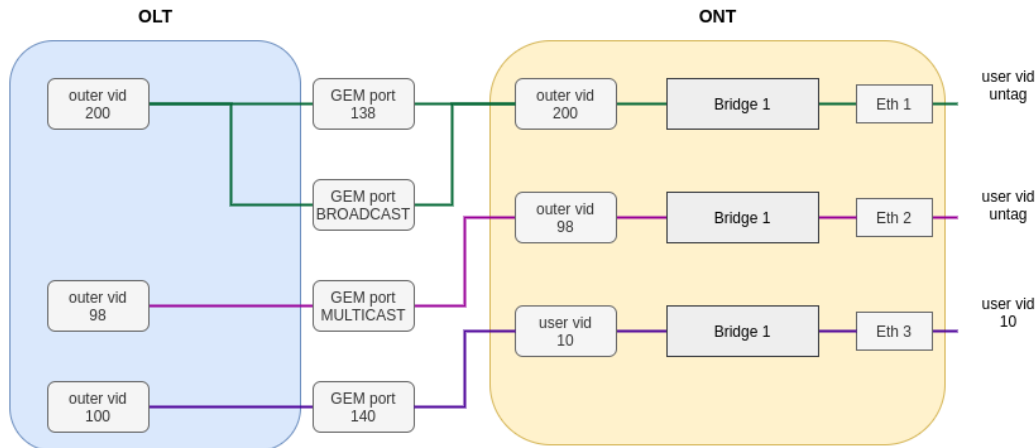 OLT
ONT
outer vid
200
GEM port
138
outer vid
200
Bridge 1
Eth 1
user vid
untag
GEM port
BROADCAST
outer vid
98
Bridge 1
Eth 2
user vid
untag
outer vid
98
GEM port
MULTICAST
user vid
10
Bridge 1
Eth 3
user vid
10
outer vid
100
GEM port
140